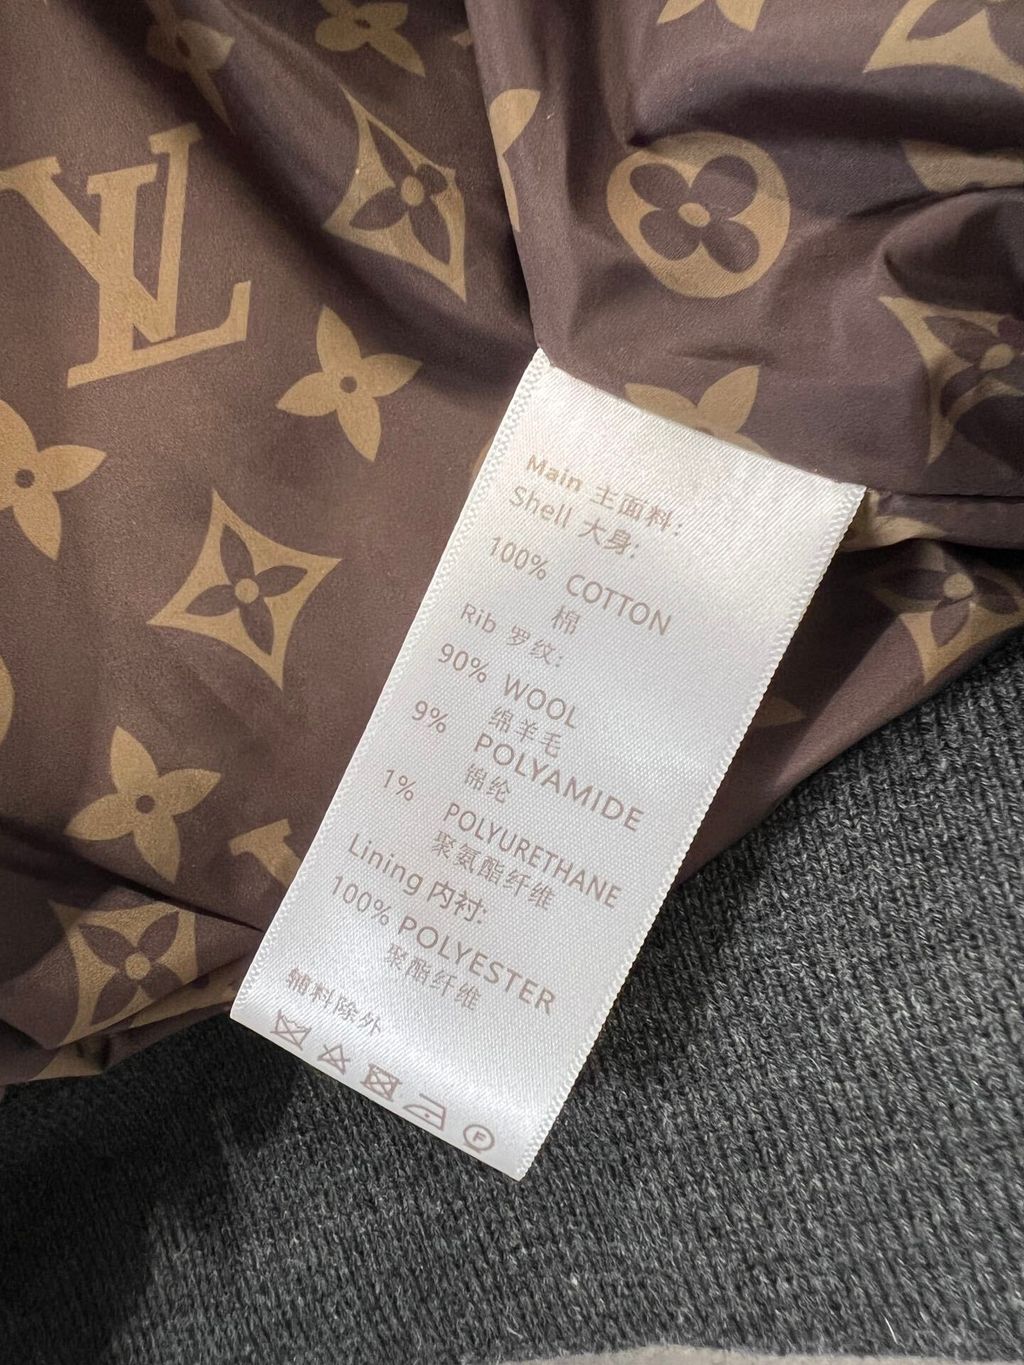 LV
Main 主面料:
Shell 大身:
100% COTTON
棉
Rib 罗纹:
90% WOOL
绵羊毛
9% POLYAMIDE
锦纶
1% POLYURETHANE
聚氨酯纤维
Lining 内衬:
100% POLYESTER
聚酯纤维
辅料除外
F